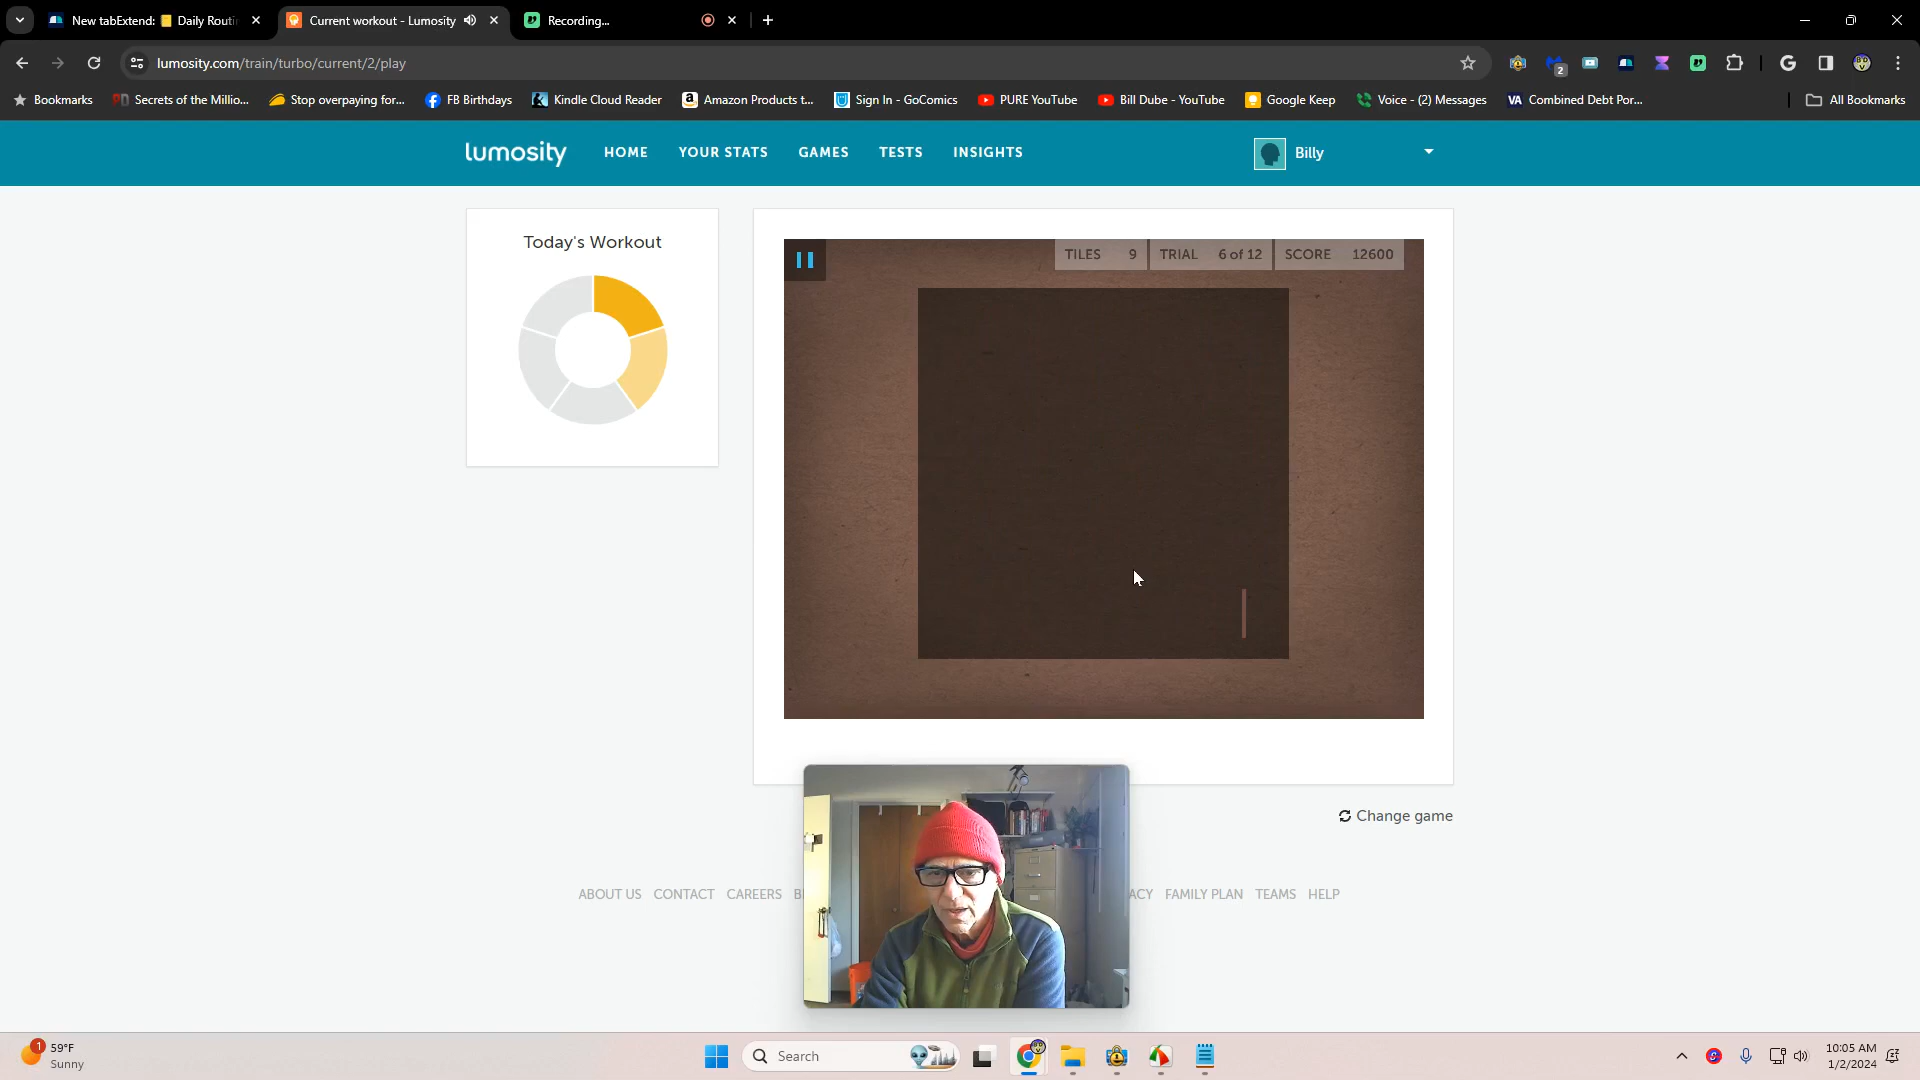 New tabExtend: 📒 Daily Routi
Current workout - Lumosity
Recording...
lumosity.com/train/turbo/current/2/play
2
Bookmarks
Secrets of the Millio...
Stop overpaying for...
FB Birthdays
Kindle Cloud Reader
Amazon Products t...
Sign In - GoComics
PURE YouTube
Bill Dube - YouTube
Google Keep
Voice - (2) Messages
VA Combined Debt Por...
All Bookmarks
lumosity
HOME
YOUR STATS
GAMES
TESTS
INSIGHTS
Billy
Today's Workout
TILES 9
TRIAL 6 of 12
SCORE 12600
Change game
ABOUT US
CONTACT
CAREERS
B
ACY
FAMILY PLAN
TEAMS
HELP
1
59°F
Sunny
Search
10:05 AM
1/2/2024